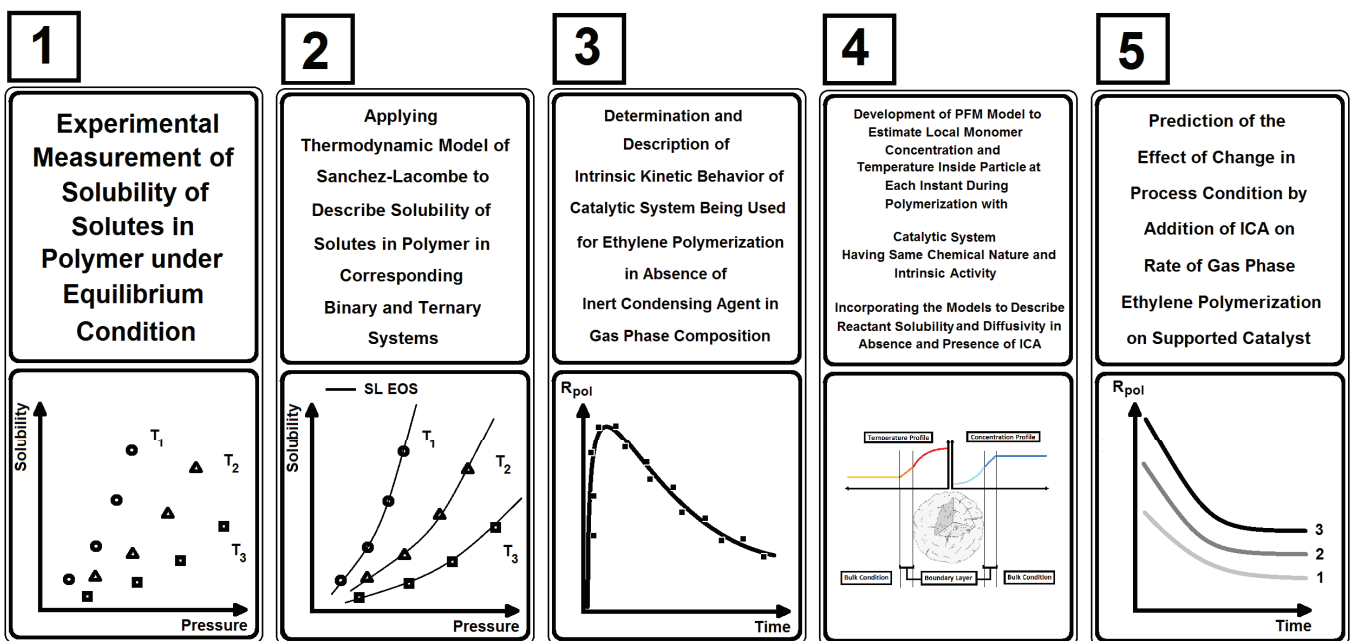 1
Experimental
Measurement of
Solubility of
Solutes in
Polymer under
Equilibrium
Condition
Solubility
T1
T2
T3
Pressure
2
Applying
Thermodynamic Model of
Sanchez-Lacombe to
Describe Solubility of
Solutes in Polymer in
Corresponding
Binary and Ternary
Systems
SL EOS
Solubility
T1
T2
T3
Pressure
3
Determination and
Description of
Intrinsic Kinetic Behavior of
Catalytic System Being Used
for Ethylene Polymerization
in Absence of
Inert Condensing Agent in
Gas Phase Composition
Rpol
Time
4
Development of PFM Model to
Estimate Local Monomer
Concentration and
Temperature Inside Particle at
Each Instant During
Polymerization with
Catalytic System
Having Same Chemical Nature and
Intrinsic Activity
Incorporating the Models to Describe
Reactant Solubility and Diffusivity in
Absence and Presence of ICA
Temperature Profile
Concentration Profile
Bulk Condition
Boundary Layer
Bulk Condition
5
Prediction of the
Effect of Change in
Process Condition by
Addition of ICA on
Rate of Gas Phase
Ethylene Polymerization
on Supported Catalyst
Rpol
3
2
1
Time